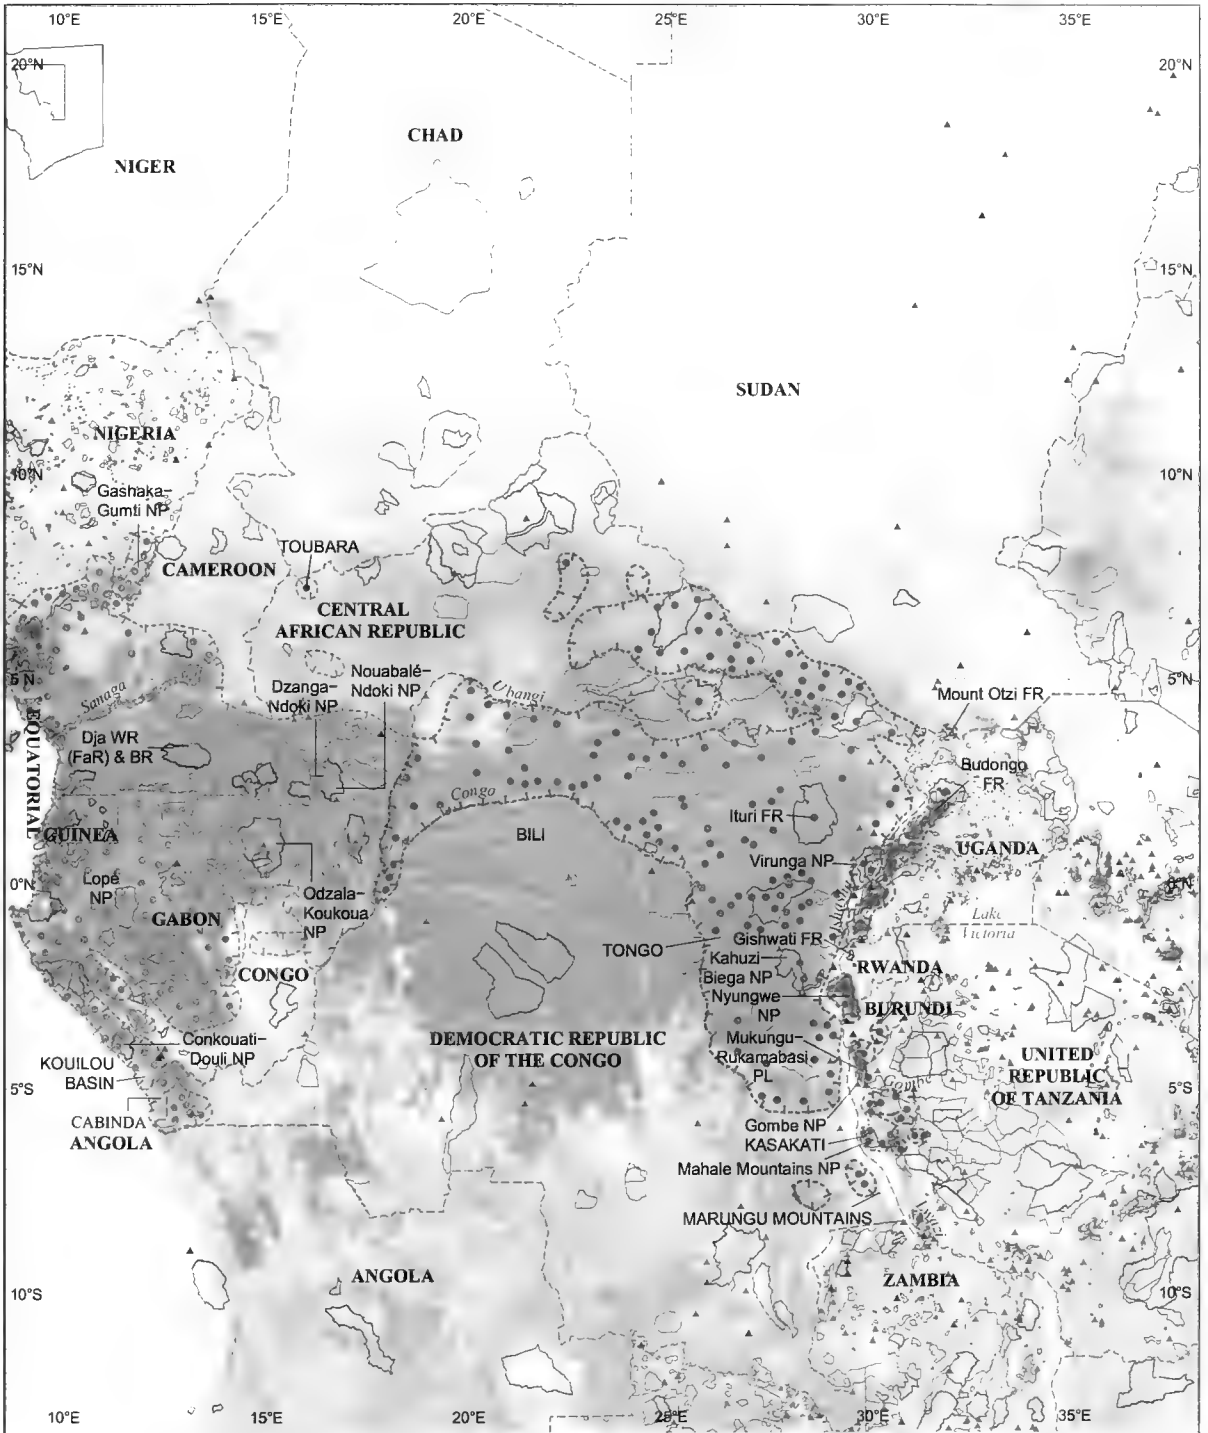 10°E 15°E 20°E 25°E 30°E 35°E
20°N 20°N
CHAD
NIGER
15°N 15°N
SUDAN
NIGERIA
10°N 10°N
Gashaka–
Gumti NP
TOUBARA
CAMEROON
CENTRAL
AFRICAN REPUBLIC
Nouabalé–
Ndoki NP
Dzanga–
Ndoki NP
5°N 5°N
Sanaga
Ubangi
Mount Otzi FR
EQUATORIAL
GUINEA
Dja WR
(FaR) & BR
Budongo
FR
Congo
BILI
Ituri FR
UGANDA
Virunga NP
Lopé
NP
0°N 0°N
Odzala–
Koukoua
NP
GABON
Lake
Victoria
TONGO
Gishwati FR
CONGO
Kahuzi
Biega NP
RWANDA
Nyungwe
NP
BURUNDI
Conkouati–
Douli NP
DEMOCRATIC REPUBLIC
OF THE CONGO
Mukungu–
Rukamabasi
PL
UNITED
REPUBLIC
OF TANZANIA
KOUILOU
BASIN
Gombe
5°S 5°S
CABINDA
ANGOLA
Gombe NP
KASAKATI
Mahale Mountains NP
MARUNGU MOUNTAINS
ANGOLA
ZAMBIA
10°S 10°S
10°E 15°E 20°E 25°E 30°E 35°E